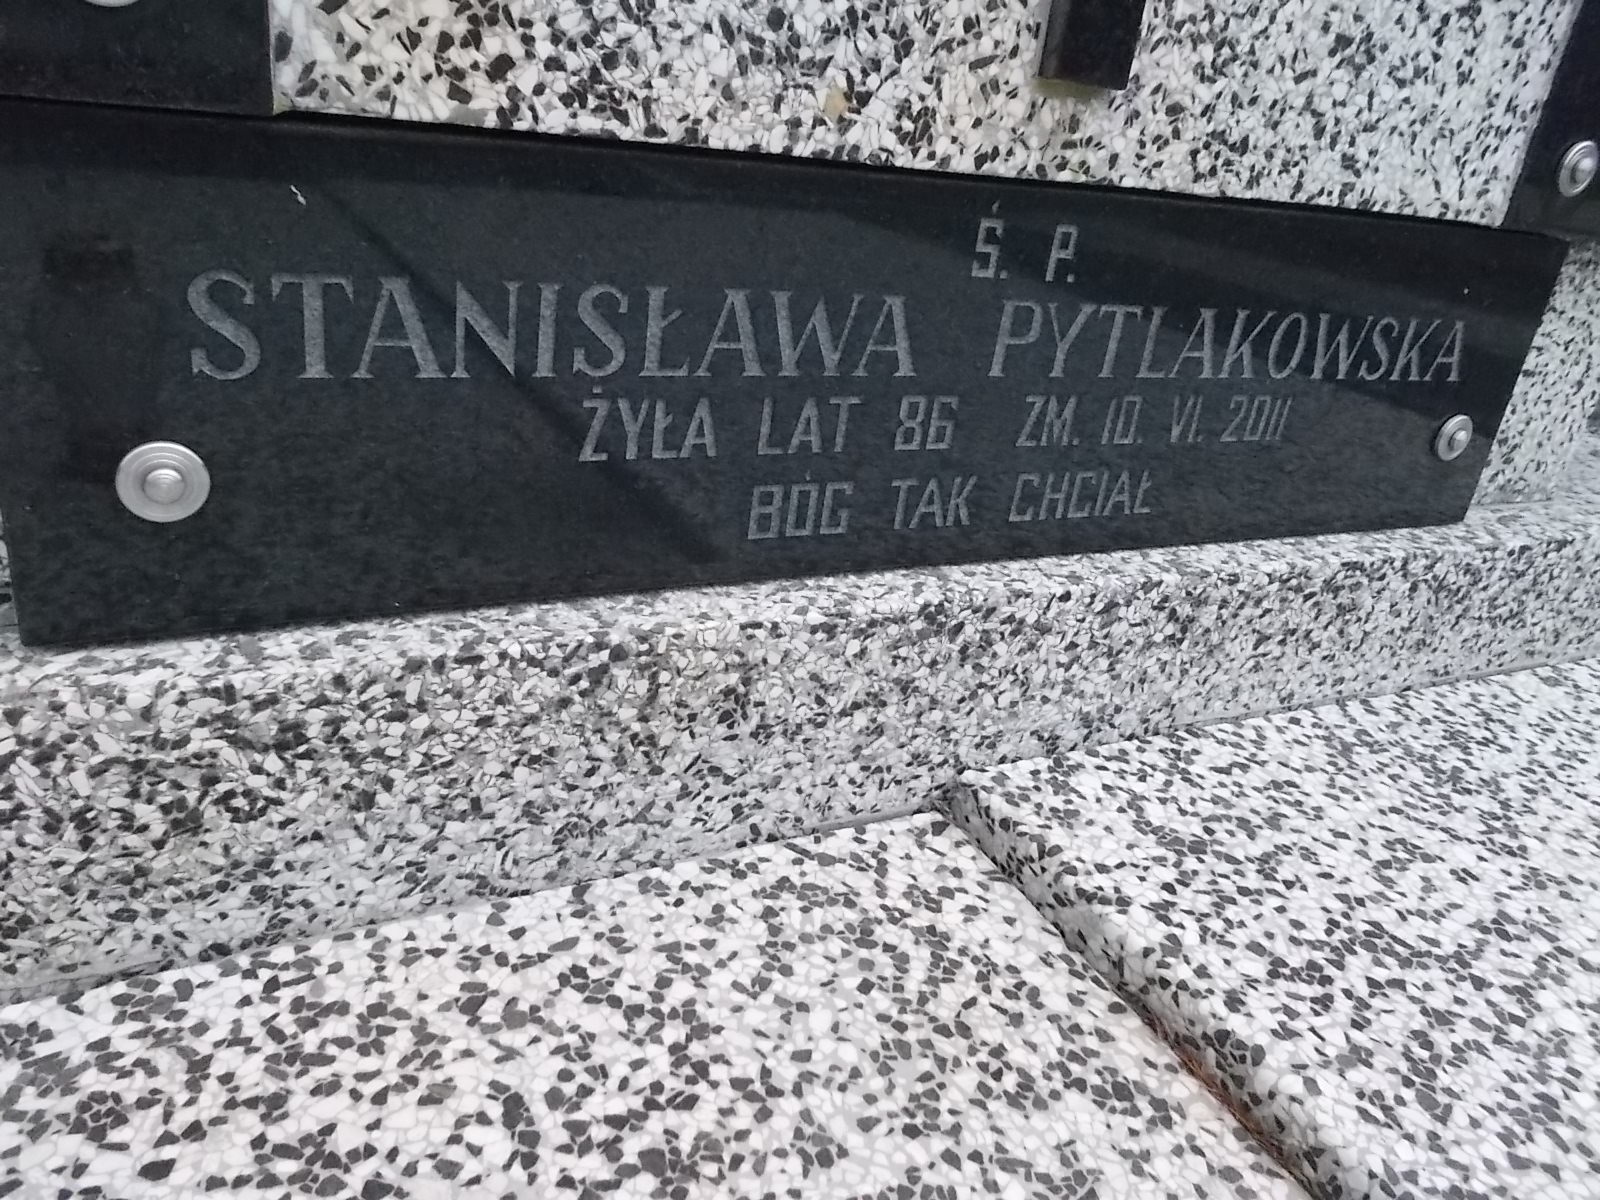 Ś. P.
STANISŁAWA PYTLAKOWSKA
ŻYŁA LAT 86 ZM. 10. VI. 2011
BÓG TAK CHCIAŁ